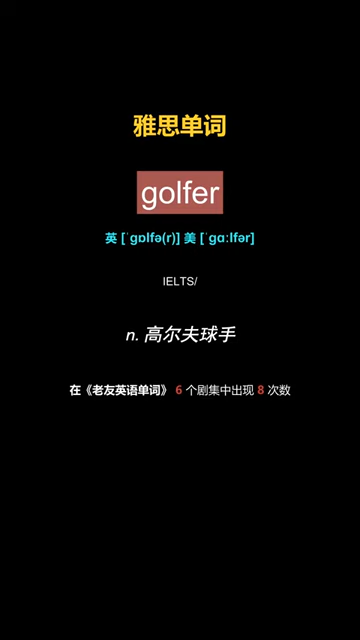 雅思单词
golfer
英 [ˈɡɒlfə(r)] 美 [ˈɡɑːlfər]
IELTS/
n. 高尔夫球手
在《老友英语单词》 6 个剧集中出现 8 次数